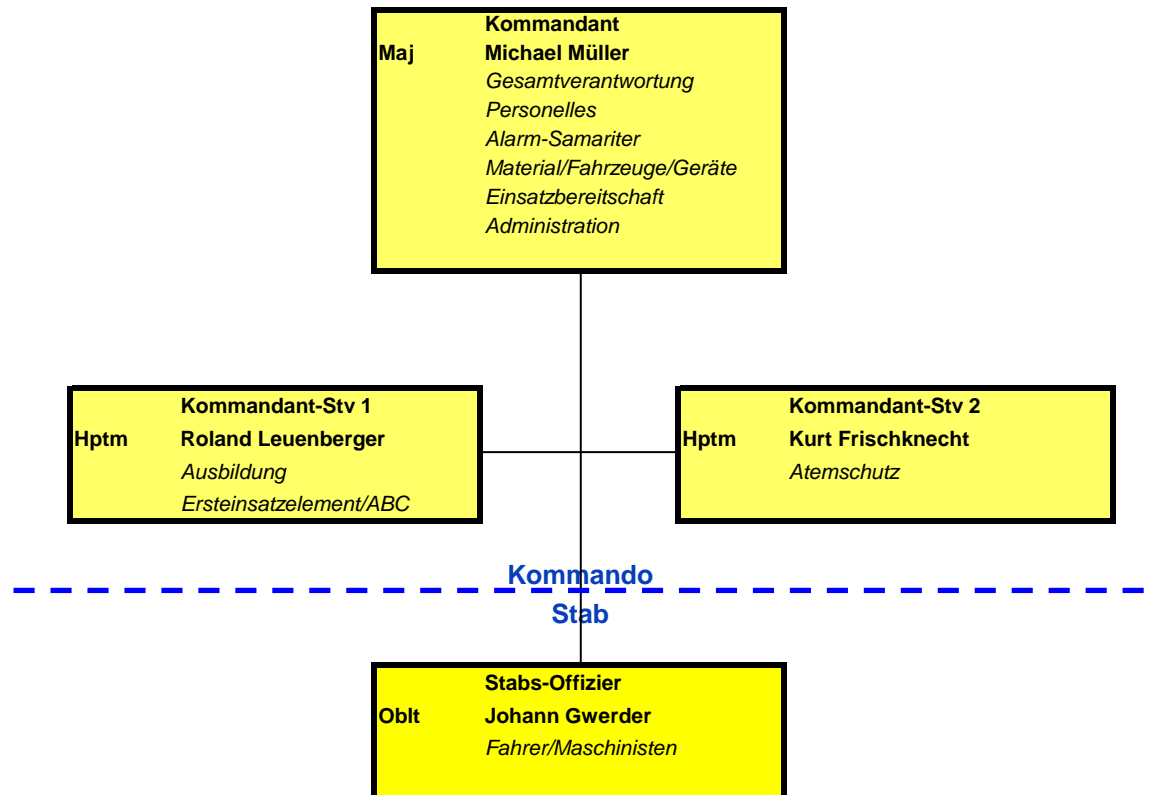 Kommandant
Maj Michael Müller
Gesamtverantwortung
Personelles
Alarm-Samariter
Material/Fahrzeuge/Geräte
Einsatzbereitschaft
Administration
Kommandant-Stv 1
Hptm Roland Leuenberger
Ausbildung
Ersteinsatzelement/ABC
Kommandant-Stv 2
Hptm Kurt Frischknecht
Atemschutz
Kommando
Stab
Stabs-Offizier
Oblt Johann Gwerder
Fahrer/Maschinisten